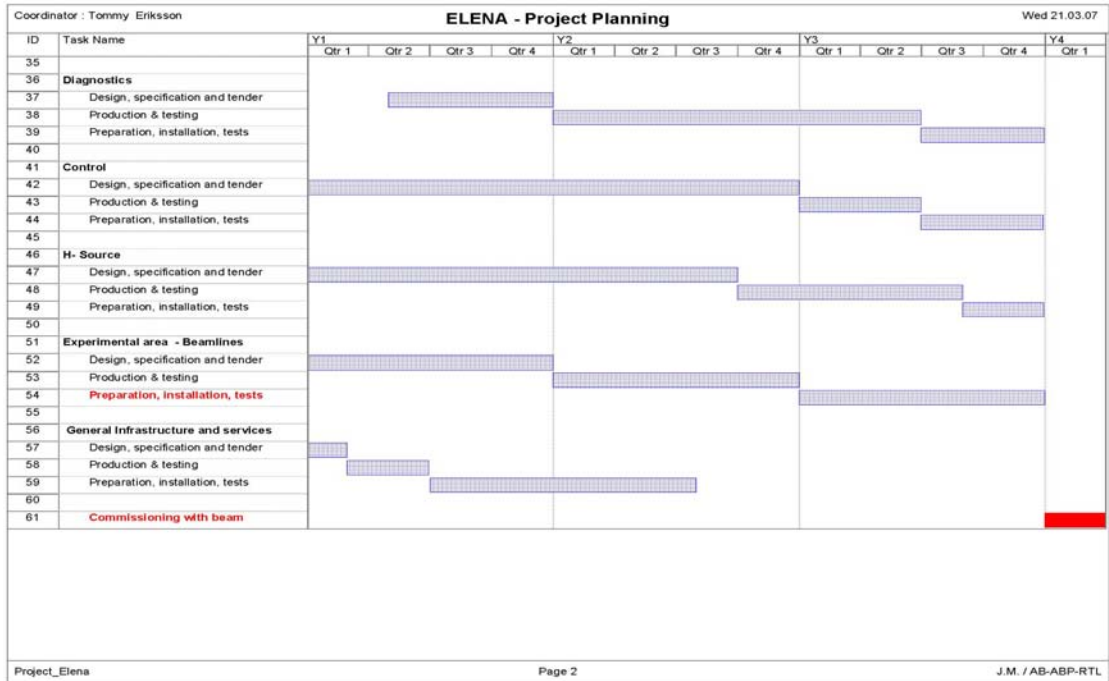 Coordinator : Tommy Eriksson ELENA - Project Planning Wed 21.03.07
ID Task Name Y1 Y2 Y3 Y4
Qtr 1 Qtr 2 Qtr 3 Qtr 4 Qtr 1 Qtr 2 Qtr 3 Qtr 4 Qtr 1 Qtr 2 Qtr 3 Qtr 4 Qtr 1
35
36 Diagnostics
37 Design, specification and tender
38 Production & testing
39 Preparation, installation, tests
40
41 Control
42 Design, specification and tender
43 Production & testing
44 Preparation, installation, tests
45
46 H- Source
47 Design, specification and tender
48 Production & testing
49 Preparation, installation, tests
50
51 Experimental area - Beamlines
52 Design, specification and tender
53 Production & testing
54 Preparation, installation, tests
55
56 General Infrastructure and services
57 Design, specification and tender
58 Production & testing
59 Preparation, installation, tests
60
61 Commissioning with beam
Project_Elena Page 2 J.M. / AB-ABP-RTL